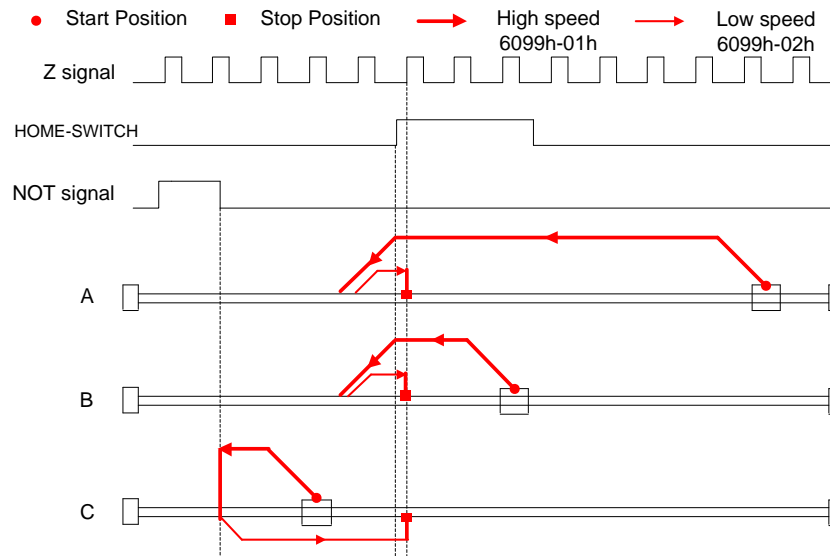 Start Position
Stop Position
High speed
6099h-01h
Low speed
6099h-02h
Z signal
HOME-SWITCH
NOT signal
A
B
C